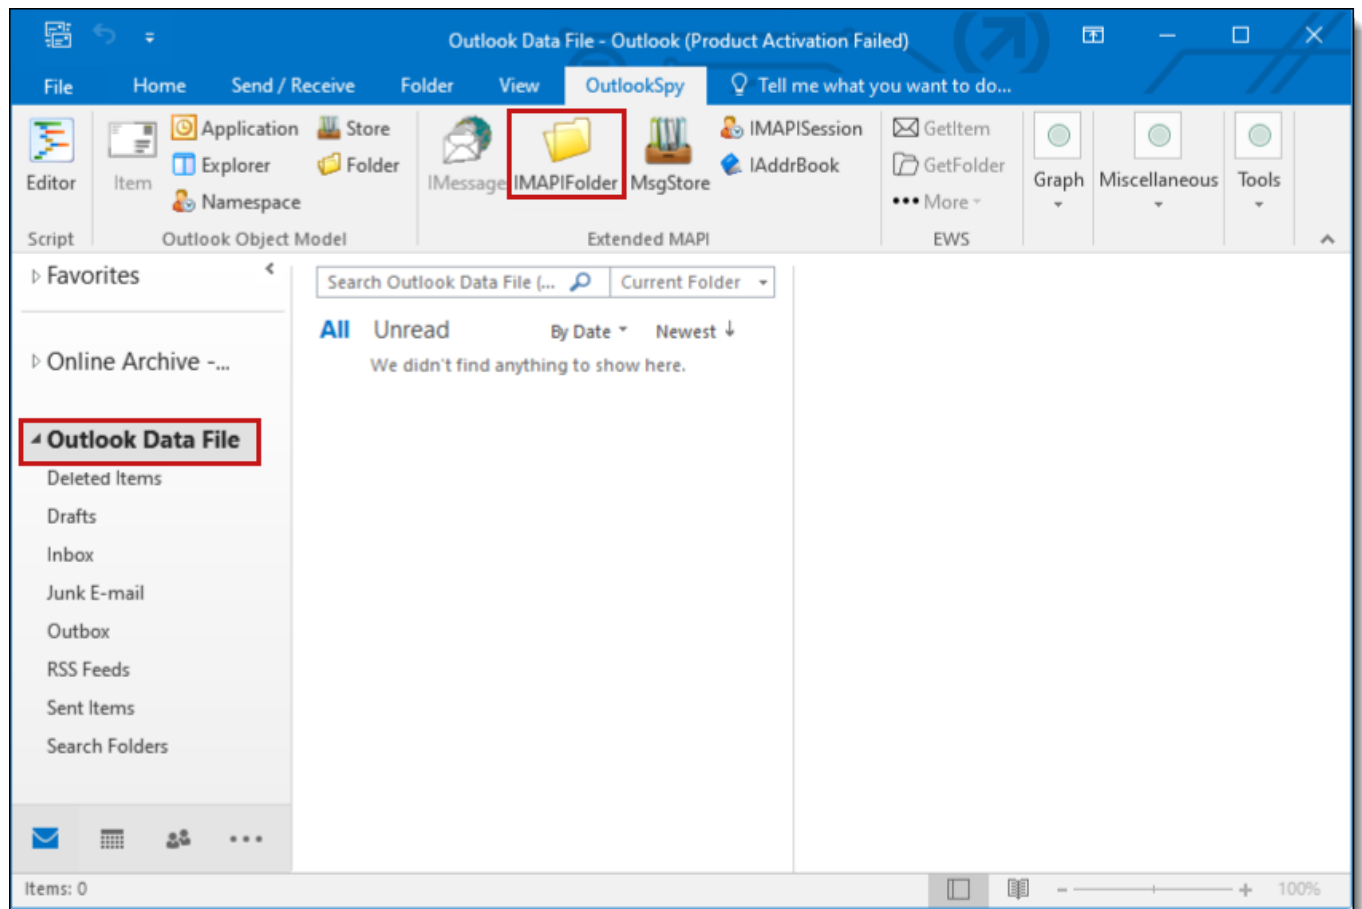 Outlook Data File - Outlook (Product Activation Failed)
File Home Send / Receive Folder View OutlookSpy Tell me what you want to do...
Editor
Item
Application
Explorer
Namespace
Store
Folder
IMessage
IMAPIFolder
MsgStore
IMAPISession
IAddrBook
GetItem
GetFolder
More
Graph
Miscellaneous
Tools
Script
Outlook Object Model
Extended MAPI
EWS
Favorites
Online Archive -...
Outlook Data File
Deleted Items
Drafts
Inbox
Junk E-mail
Outbox
RSS Feeds
Sent Items
Search Folders
Search Outlook Data File (... Current Folder
All Unread By Date Newest
We didn't find anything to show here.
Items: 0
100%